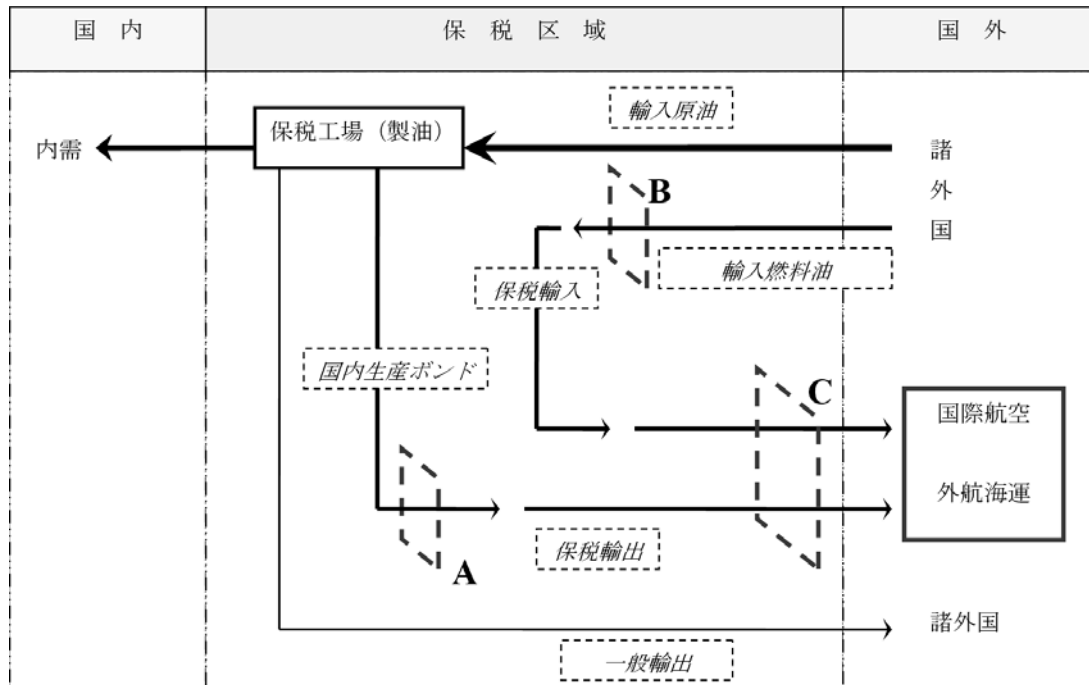 国 内
保 税 区 域
国 外
輸入原油
保税工場（製油）
内需
諸
外
国
B
輸入燃料油
保税輸入
国内生産ボンド
C
国際航空
外航海運
保税輸出
A
諸外国
一般輸出